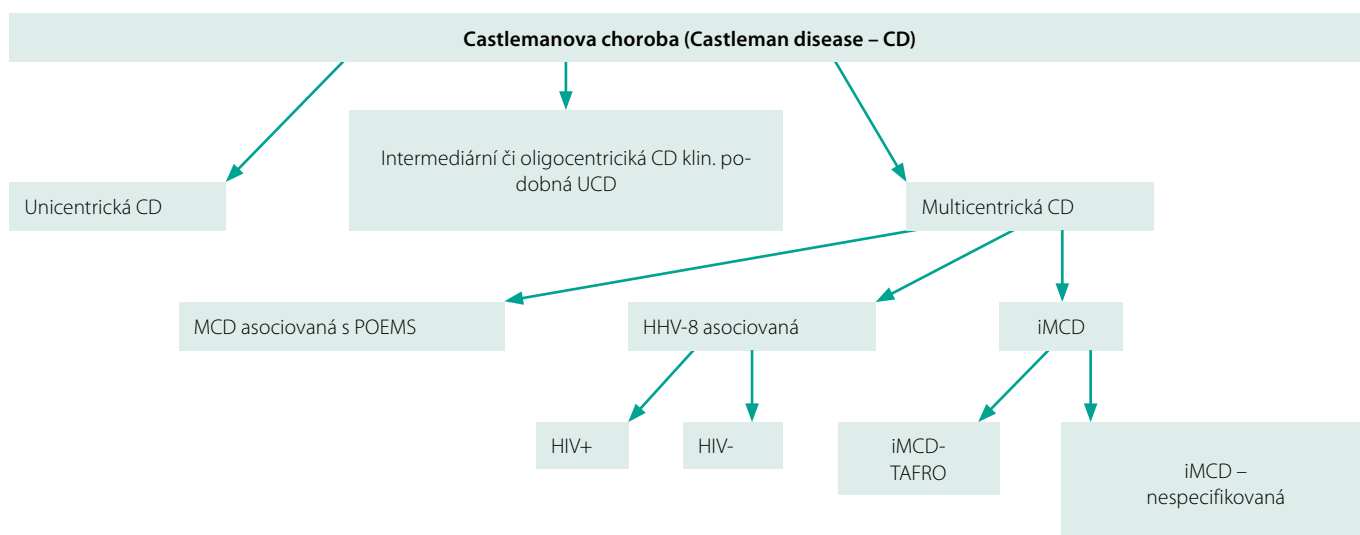 Castlemanova choroba (Castleman disease – CD)
Intermediární či oligocentriciká CD klin. po-
dobná UCD
Unicentrická CD
Multicentrická CD
MCD asociovaná s POEMS
HHV-8 asociovaná
iMCD
HIV+
HIV-
iMCD-
TAFRO
iMCD –
nespecifikovaná